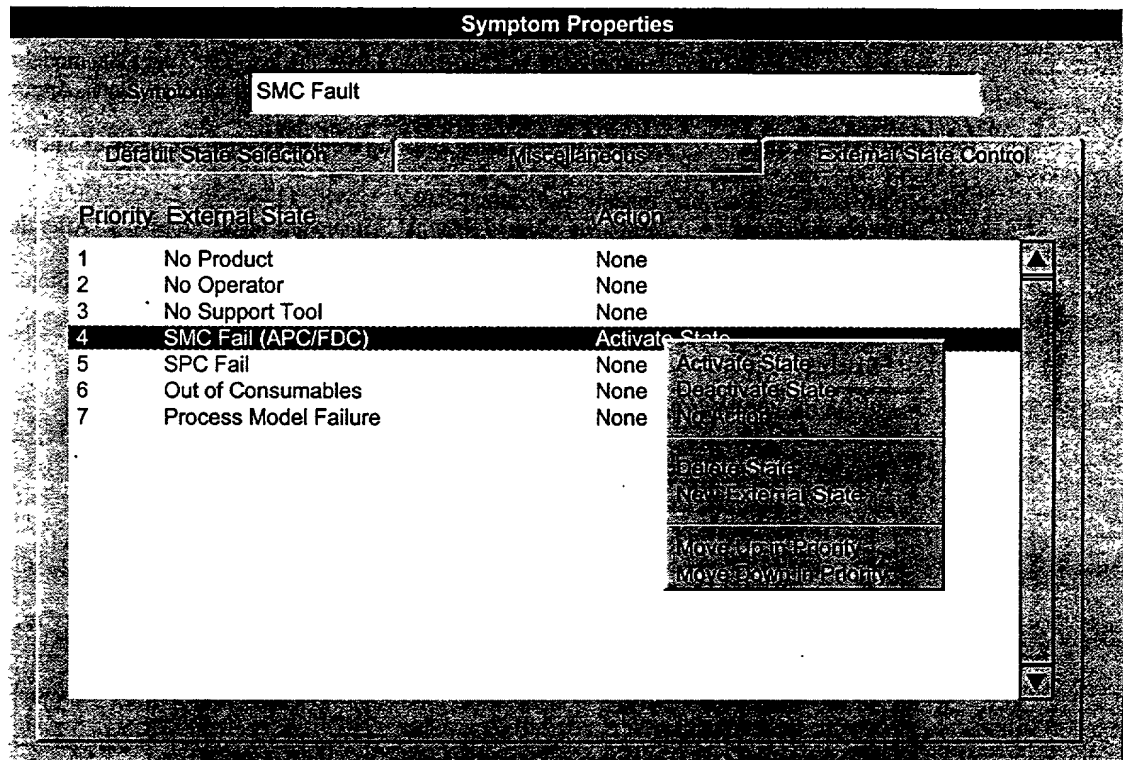 Symptom Properties
Symptom SMC Fault
Default State Selection Miscellaneous External State Control
Priority External State Action
1 No Product None
2 No Operator None
3 No Support Tool None
4 SMC Fail (APC/FDC) Activate State
5 SPC Fail None
6 Out of Consumables None
7 Process Model Failure None
Activate State
Deactivate State
No Action
Delete State
New External State
Move Up in Priority
Move Down in Priority